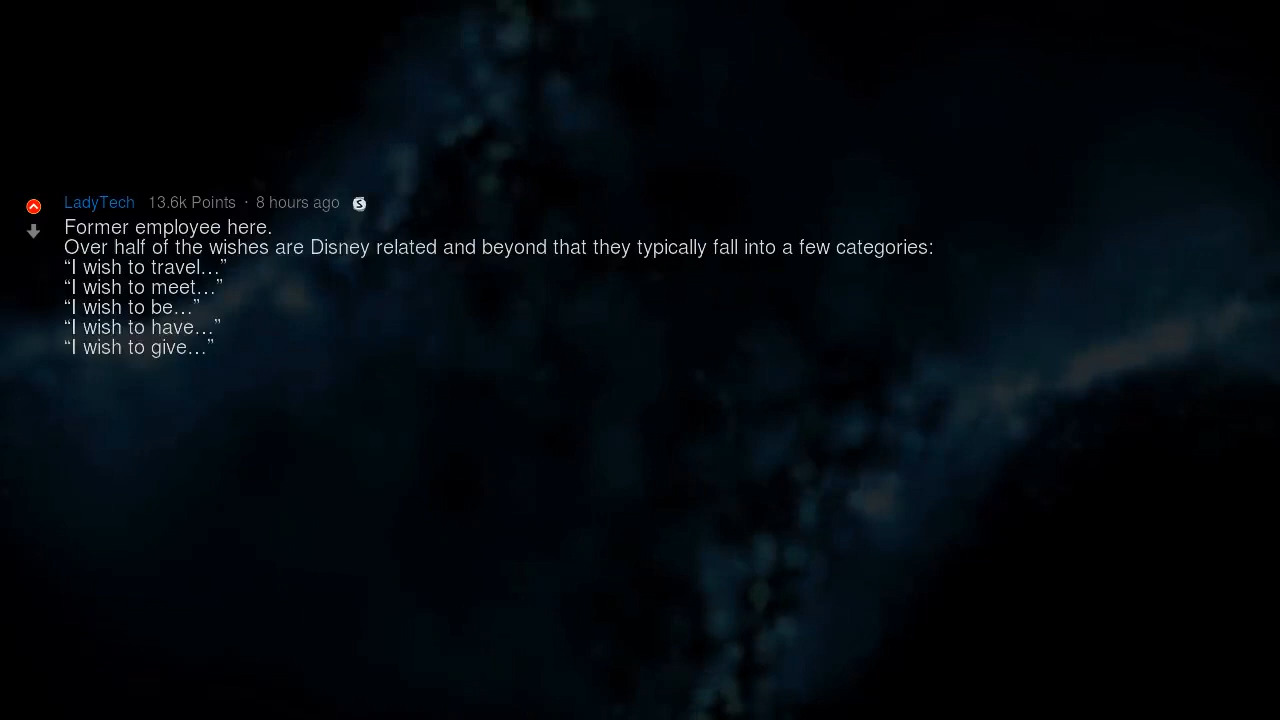 LadyTech 13.6k Points · 8 hours ago S
Former employee here.
Over half of the wishes are Disney related and beyond that they typically fall into a few categories:
“I wish to travel…”
“I wish to meet…”
“I wish to be…”
“I wish to have…”
“I wish to give…”